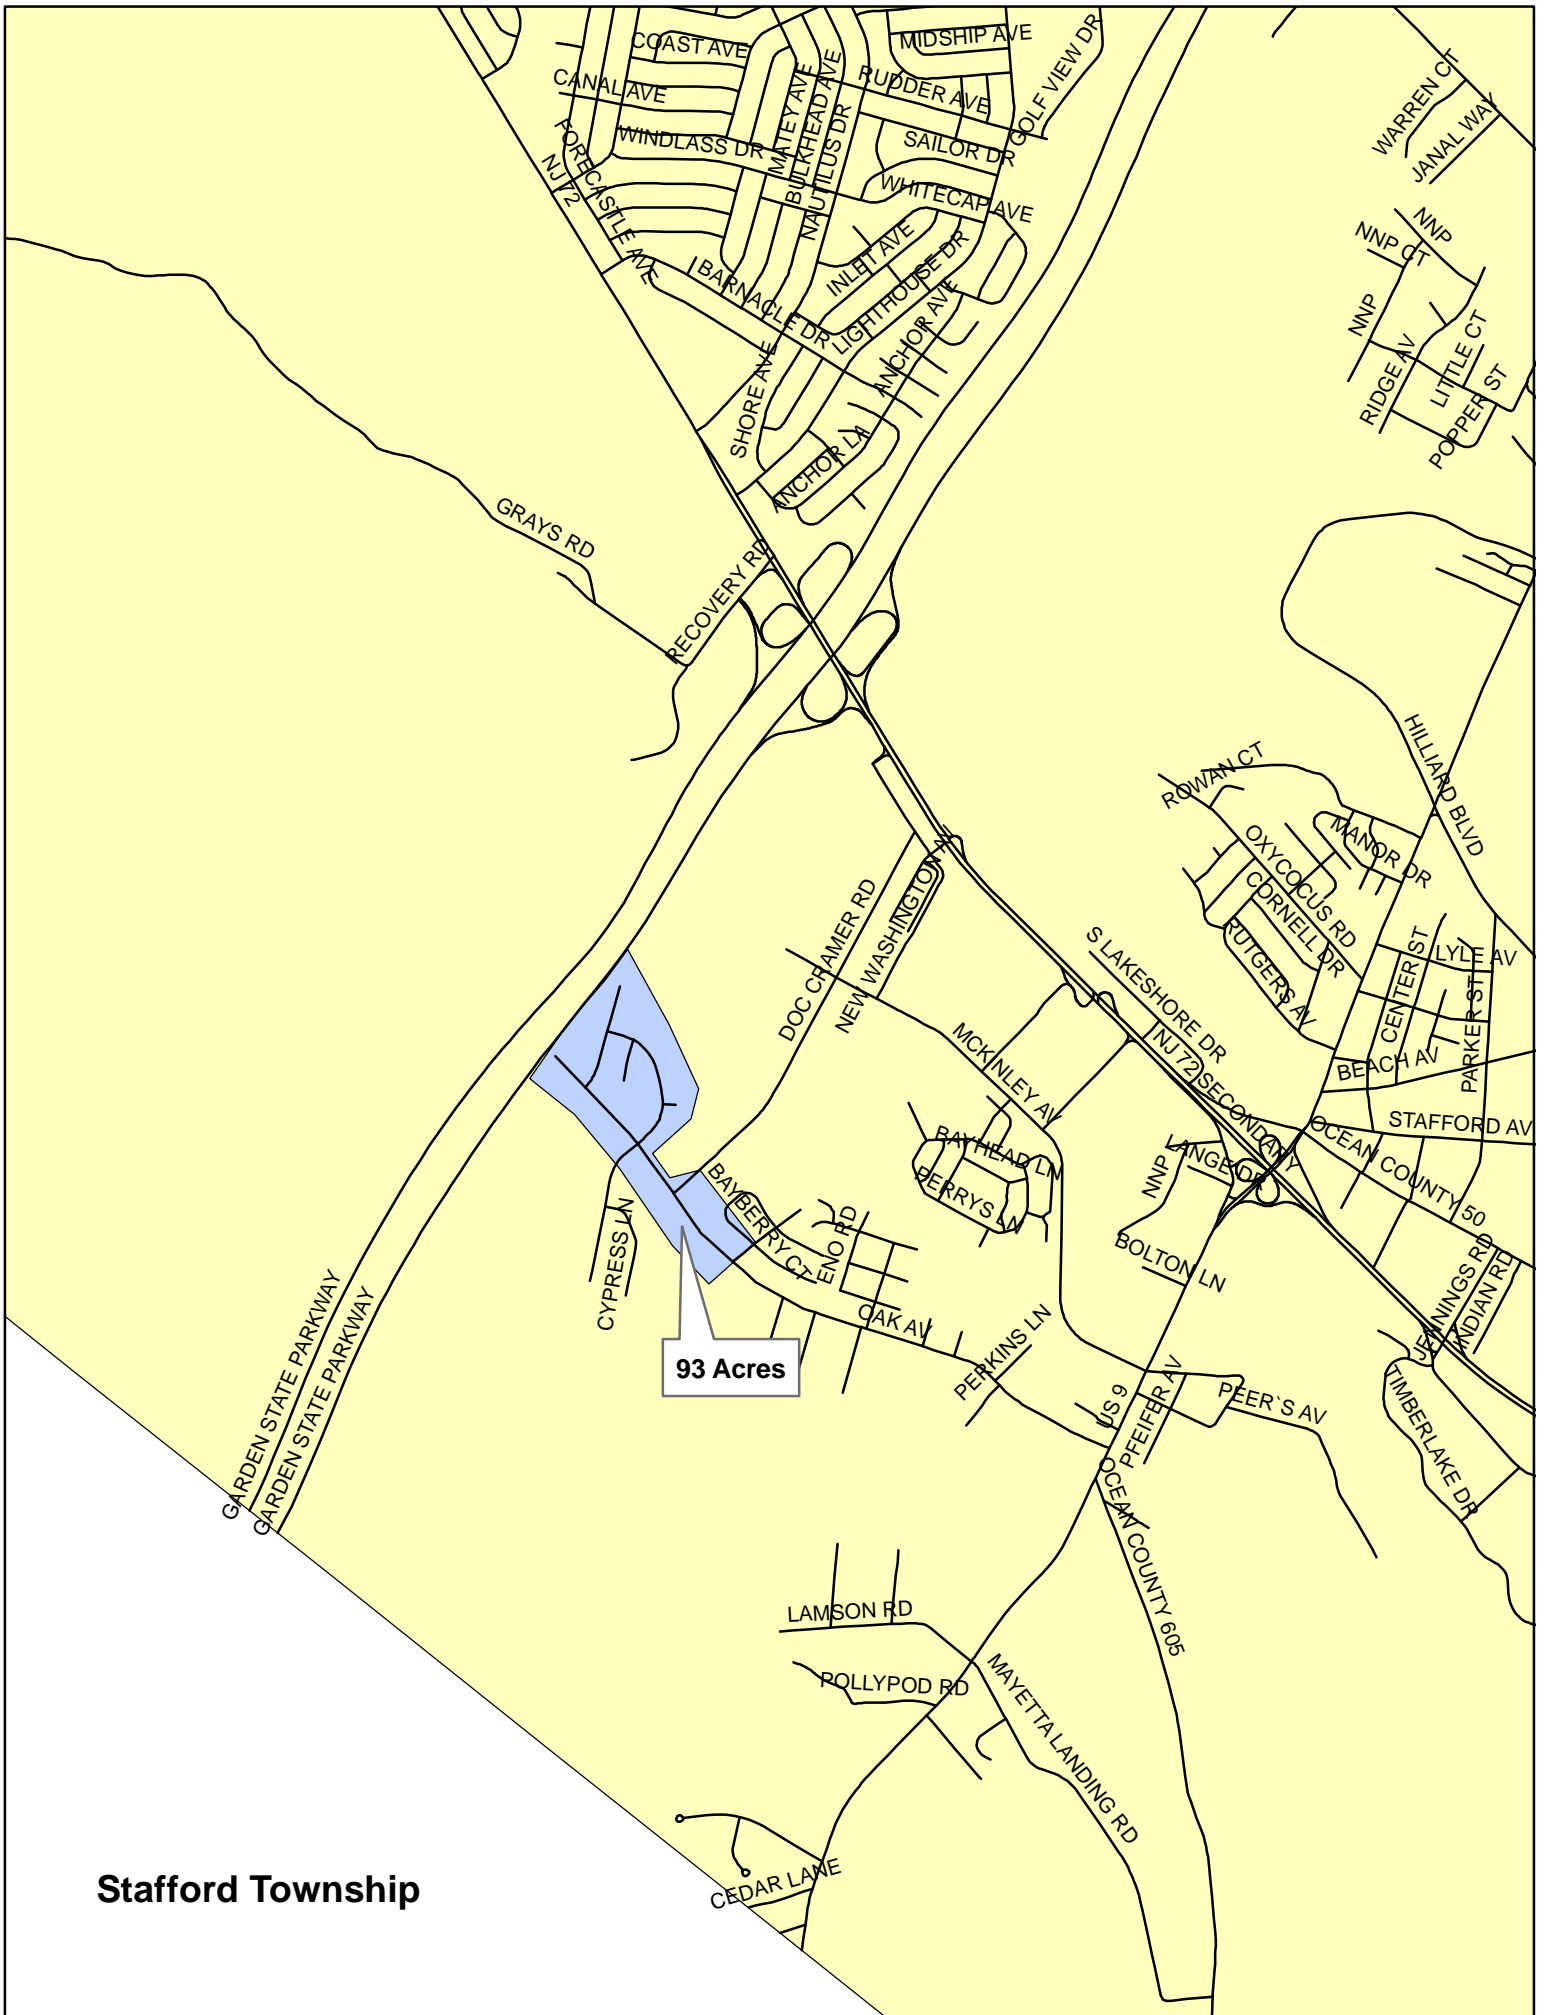 COAST AVE
MIDSHIP AVE
CANAL AVE
MATEY AVE
BULKHEAD AVE
RUDDER AVE
GOLF VIEW DR
WARREN CT
JANAL WAY
FORECASTLE AVE
NJ 72
WINDLASS DR
NAUTILUS DR
SAILOR DR
WHITECAP AVE
NNP
NNP CT
INLET AVE
LIGHTHOUSE DR
BARNACLE DR
ANCHOR AVE
NNP
RIDGE AV
LITTLE CT
POPPER ST
SHORE AVE
ANCHOR LA
GRAYS RD
RECOVERY RD
ROWAN CT
HILLIARD BLVD
MANOR DR
OXYCOCUS RD
CORNELL DR
RUTGERS AV
DOC CRAMER RD
NEW WASHINGTON AV
S LAKESHORE DR
CENTER ST
LYLE AV
PARKER ST
MCKINLEY AV
NJ 72 SECONDARY
BEACH AV
STAFFORD AV
BAYHEAD LN
PERRYS LN
LANGE DR
NNP
OCEAN COUNTY 50
BAYBERRY CT
ENO RD
CYPRESS LN
BOLTON LN
JENNINGS RD
INDIAN RD
GARDEN STATE PARKWAY
GARDEN STATE PARKWAY
OAK AV
93 Acres
PERKINS LN
US 9
PFEIFER AV
PEER`S AV
TIMBERLAKE DR
OCEAN COUNTY 605
LAMSON RD
POLLYPOD RD
MAYETTA LANDING RD
CEDAR LANE
Stafford Township